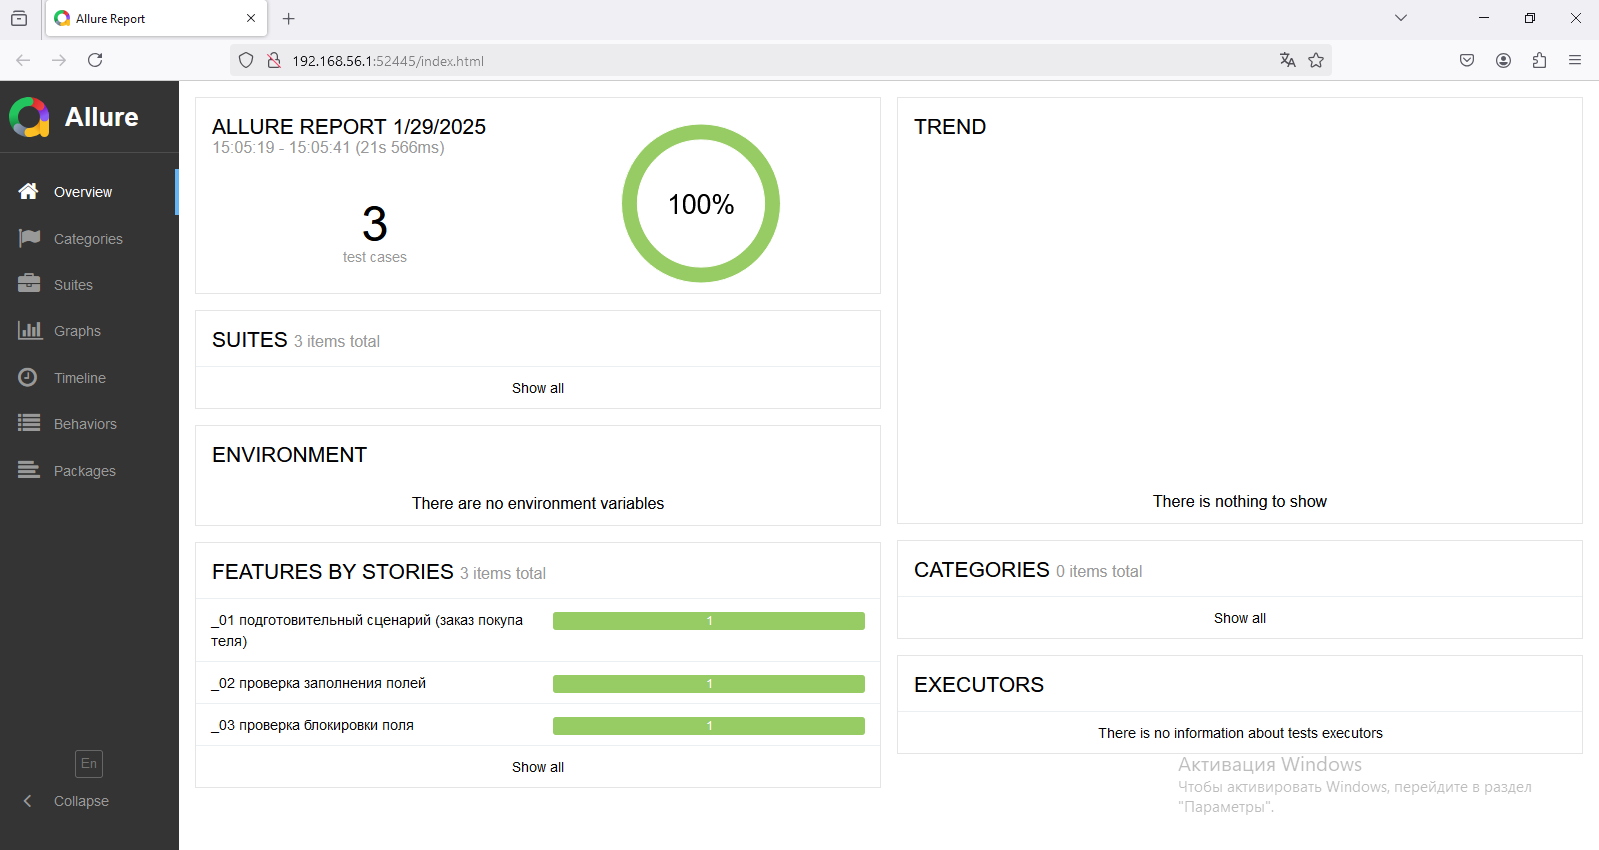 Allure Report
192.168.56.1:52445/index.html
Allure
Overview
Categories
Suites
Graphs
Timeline
Behaviors
Packages
En
Collapse
ALLURE REPORT 1/29/2025
15:05:19 - 15:05:41 (21s 566ms)
3
test cases
100%
SUITES 3 items total
Show all
ENVIRONMENT
There are no environment variables
FEATURES BY STORIES 3 items total
_01 подготовительный сценарий (заказ покупа
теля)
1
_02 проверка заполнения полей
1
_03 проверка блокировки поля
1
Show all
TREND
There is nothing to show
CATEGORIES 0 items total
Show all
EXECUTORS
There is no information about tests executors
Активация Windows
Чтобы активировать Windows, перейдите в раздел
"Параметры".